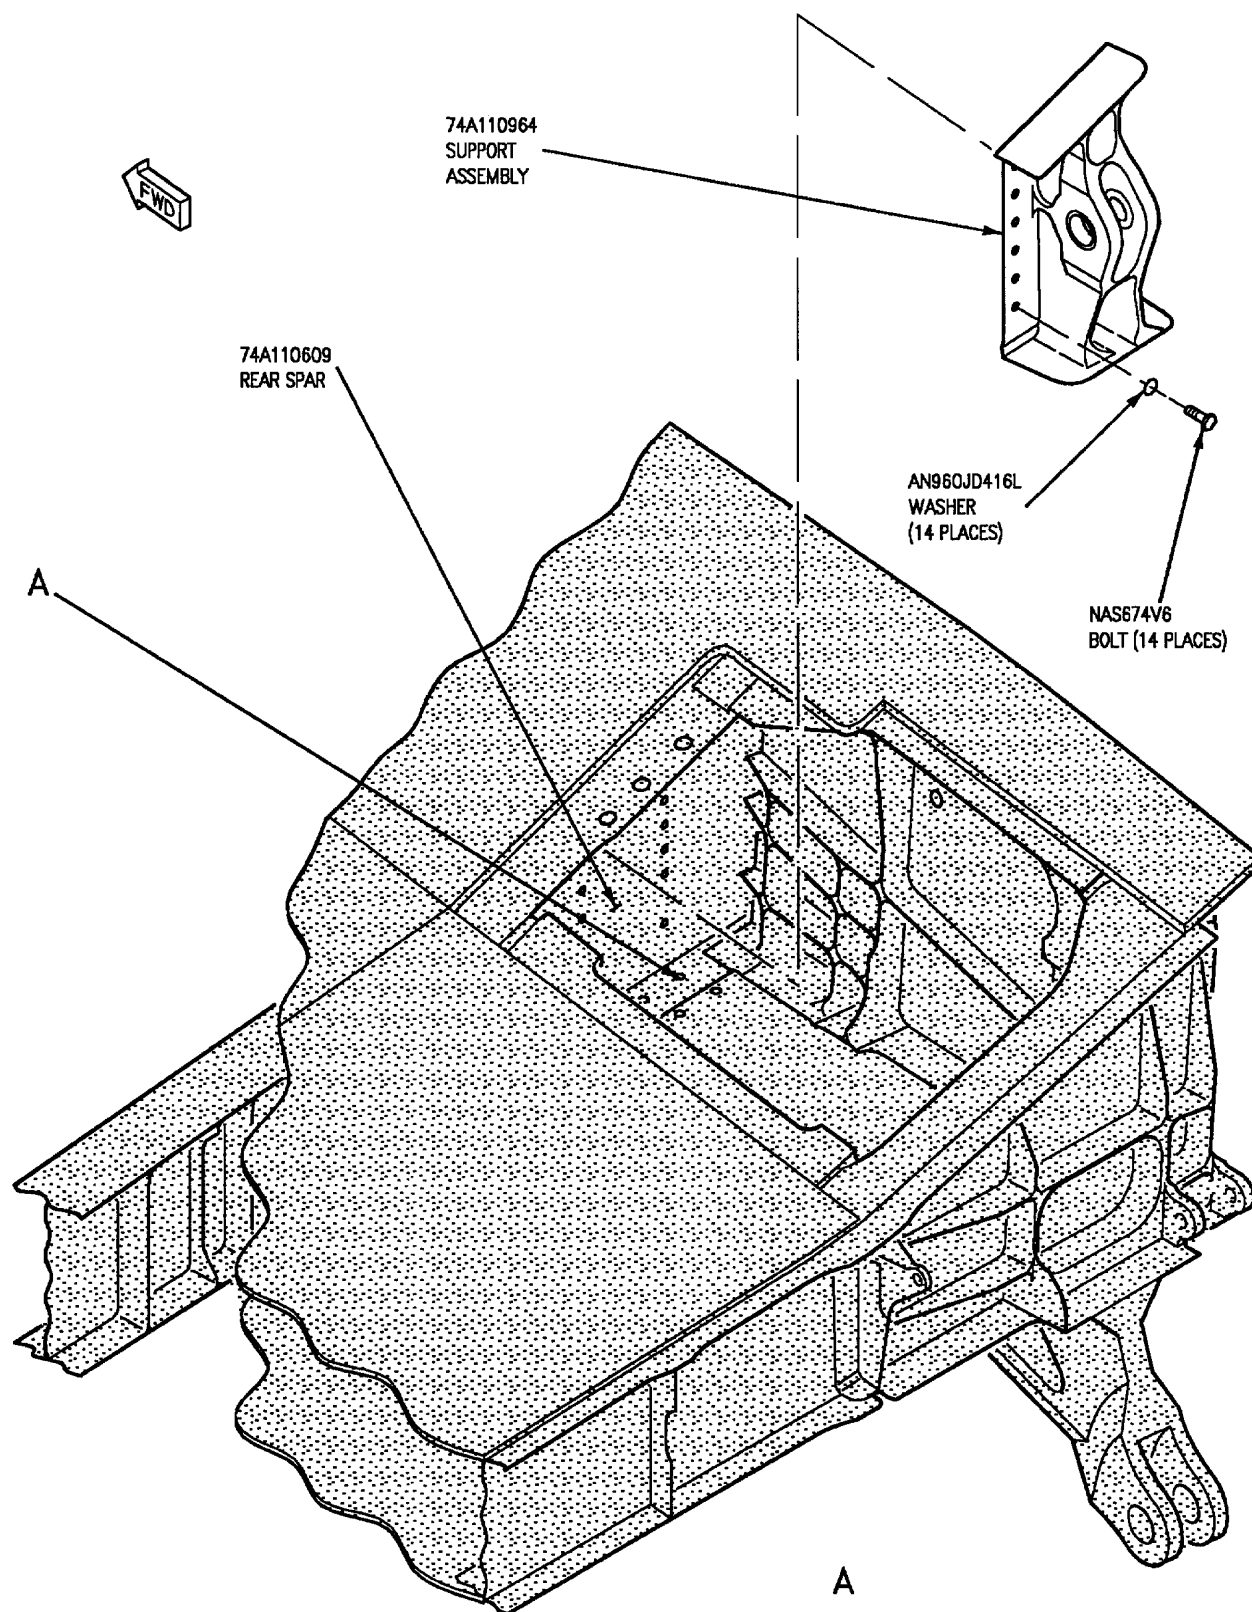 74A110964
SUPPORT
ASSEMBLY
FWD
74A110609
REAR SPAR
AN960JD416L
WASHER
(14 PLACES)
A
NAS674V6
BOLT (14 PLACES)
A